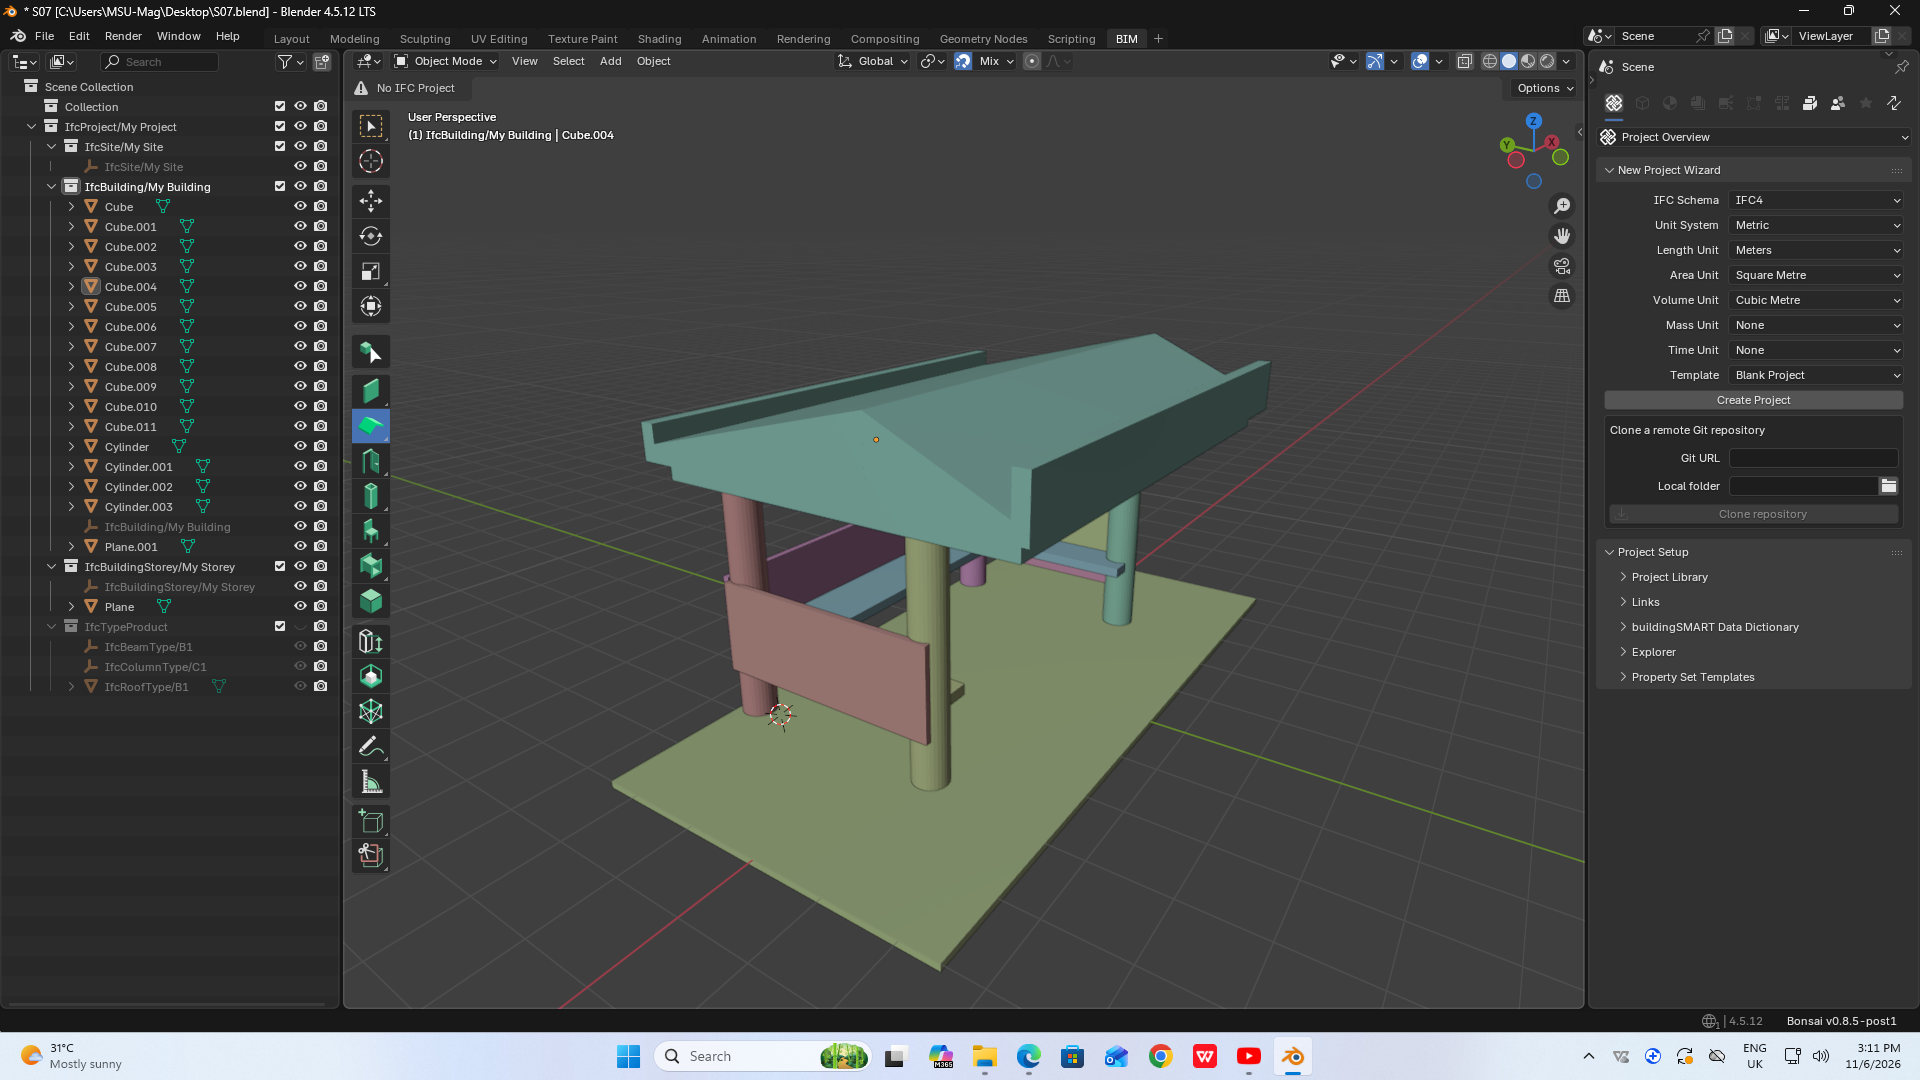 * S07 [C:\Users\MSU-Mag\Desktop\S07.blend] - Blender 4.5.12 LTS
File Edit Render Window Help
Layout Modeling Sculpting UV Editing Texture Paint Shading Animation Rendering Compositing Geometry Nodes Scripting BIM
Scene
ViewLayer
Search
Object Mode View Select Add Object
Global
Mix
Scene
No IFC Project
Options
Scene Collection
Collection
IfcProject/My Project
IfcSite/My Site
IfcSite/My Site
IfcBuilding/My Building
Cube
Cube.001
Cube.002
Cube.003
Cube.004
Cube.005
Cube.006
Cube.007
Cube.008
Cube.009
Cube.010
Cube.011
Cylinder
Cylinder.001
Cylinder.002
Cylinder.003
IfcBuilding/My Building
Plane.001
IfcBuildingStorey/My Storey
IfcBuildingStorey/My Storey
Plane
IfcTypeProduct
IfcBeamType/B1
IfcColumnType/C1
IfcRoofType/B1
User Perspective
(1) IfcBuilding/My Building | Cube.004
Z
Y
X
Project Overview
New Project Wizard
IFC Schema IFC4
Unit System Metric
Length Unit Meters
Area Unit Square Metre
Volume Unit Cubic Metre
Mass Unit None
Time Unit None
Template Blank Project
Create Project
Clone a remote Git repository
Git URL
Local folder
Clone repository
Project Setup
Project Library
Links
buildingSMART Data Dictionary
Explorer
Property Set Templates
4.5.12 Bonsai v0.8.5-post1
31°C
Mostly sunny
Search
M365
ENG
UK
3:11 PM
11/6/2026